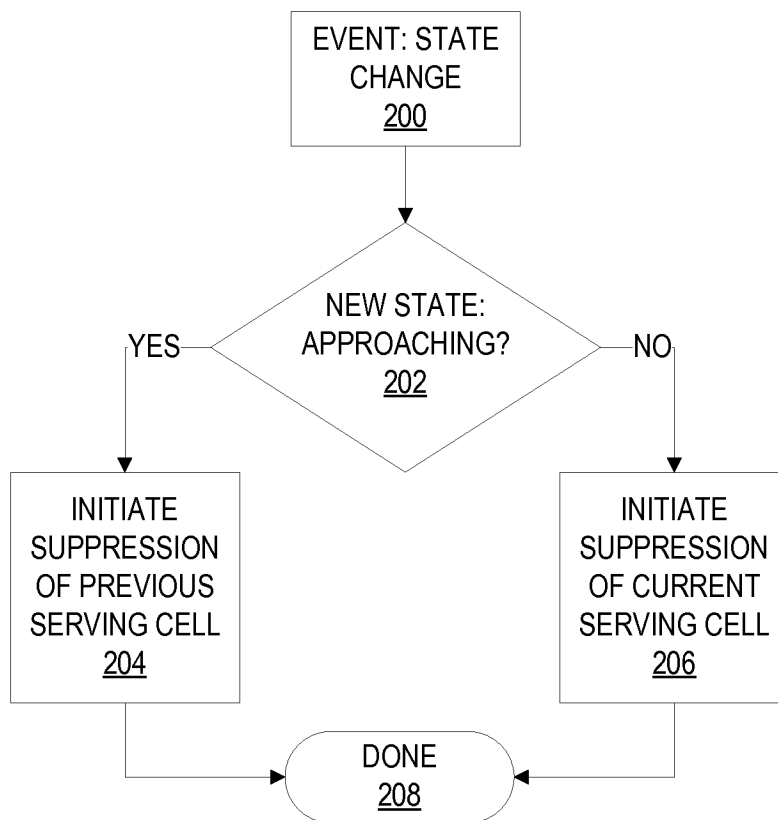 EVENT: STATE
CHANGE
200
NEW STATE:
APPROACHING?
202
YES
NO
INITIATE
SUPPRESSION
OF PREVIOUS
SERVING CELL
204
INITIATE
SUPPRESSION
OF CURRENT
SERVING CELL
206
DONE
208